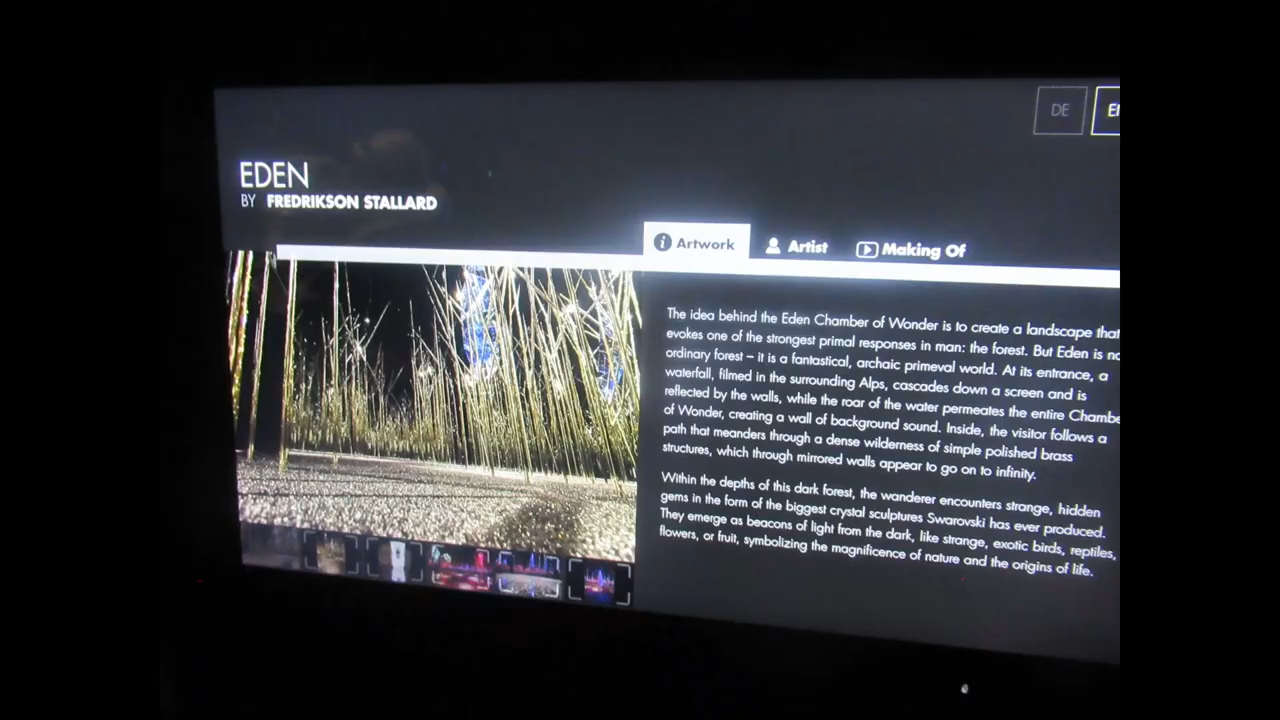 DE
EDEN
BY FREDRIKSON STALLARD
Artwork
Artist
Making Of
The idea behind the Eden Chamber of Wonder is to create a landscape that
evokes one of the strongest primal responses in man: the forest. But Eden is
ordinary forest – it is a fantastical, archaic primeval world. At its entrance, a
waterfall, filmed in the surrounding Alps, cascades down a screen and is
reflected by the walls, while the roar of the water permeates the entire
of Wonder, creating a wall of background sound. Inside, the visitor follows a
path that meanders through a dense wilderness of simple polished brass
structures, which through mirrored walls appear to go on to infinity.
Within the depths of this dark forest, the wanderer encounters strange, hidden
gems in the form of the biggest crystal sculptures Swarovski has ever produced.
They emerge as beacons of light from the dark, like strange, exotic birds, reptiles,
flowers, or fruit, symbolizing the magnificence of nature and the origins of life.